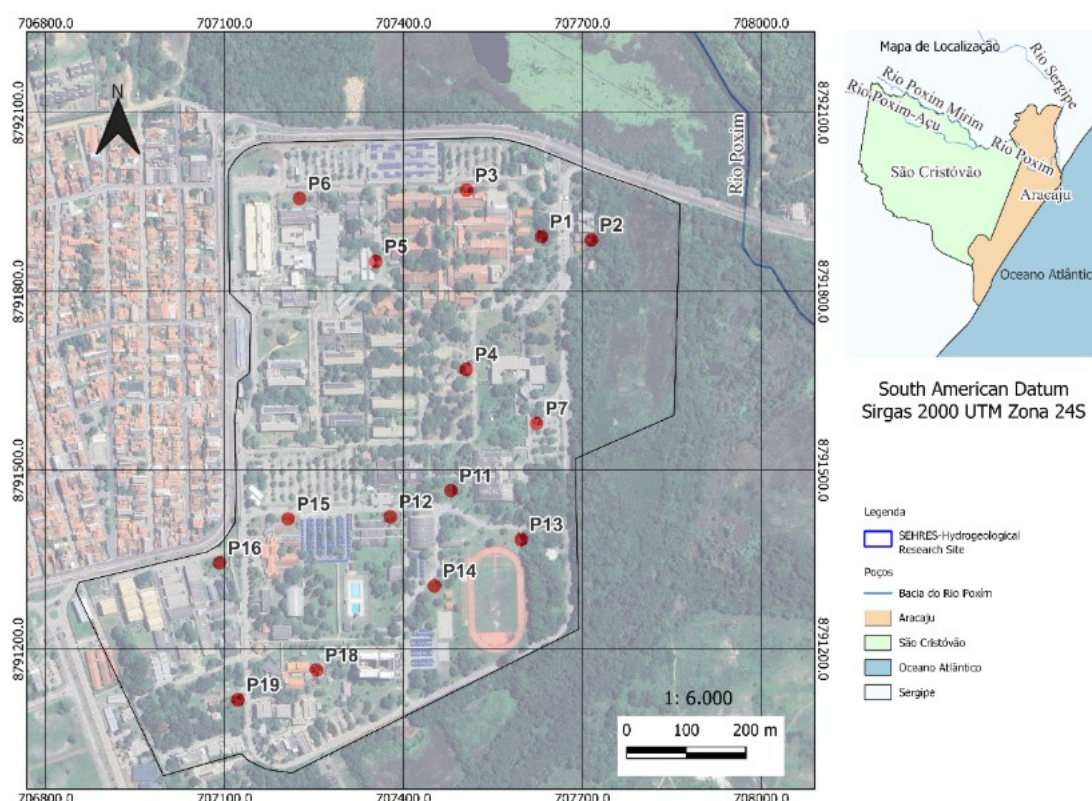 706800.0 707100.0 707400.0 707700.0 708000.0
N
8792100.0
8791800.0
8791500.0
8791200.0
8792100.0
8791800.0
8791500.0
8791200.0
Rio Poxim
P3
P6
P1
P2
P5
P4
P7
P11
P12
P15
P13
P16
P14
P18
P19
1: 6.000
0 100 200 m
706800.0 707100.0 707400.0 707700.0 708000.0
Mapa de Localização
Rio Sergipe
Rio Poxim Mirim
Rio Poxim-Açu
Rio Poxim
São Cristóvão
Aracaju
Oceano Atlântico
South American Datum
Sirgas 2000 UTM Zona 24S
Legenda
SEHRES-Hydrogeological
Research Site
Poços
Bacia do Rio Poxim
Aracaju
São Cristóvão
Oceano Atlântico
Sergipe